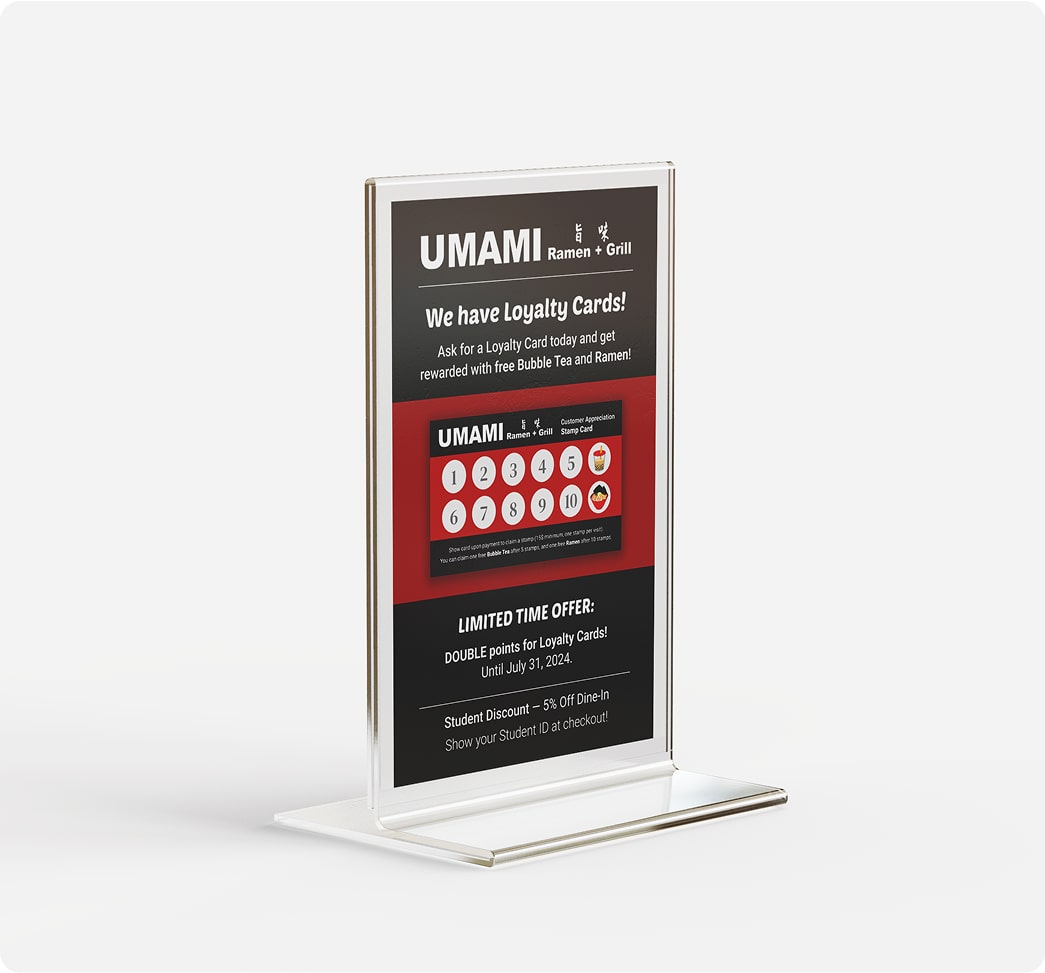 UMAMI 旨 味
Ramen + Grill
We have Loyalty Cards!
Ask for a Loyalty Card today and get
rewarded with free Bubble Tea and Ramen!
UMAMI 旨 味
Ramen + Grill
Customer Appreciation
Stamp Card
1 2 3 4 5
6 7 8 9 10
Show card upon payment to claim a stamp (15$ minimum, one stamp per visit).
You can claim one free Bubble Tea after 5 stamps, and one free Ramen after 10 stamps.
LIMITED TIME OFFER:
DOUBLE points for Loyalty Cards!
Until July 31, 2024.
Student Discount — 5% Off Dine-In
Show your Student ID at checkout!